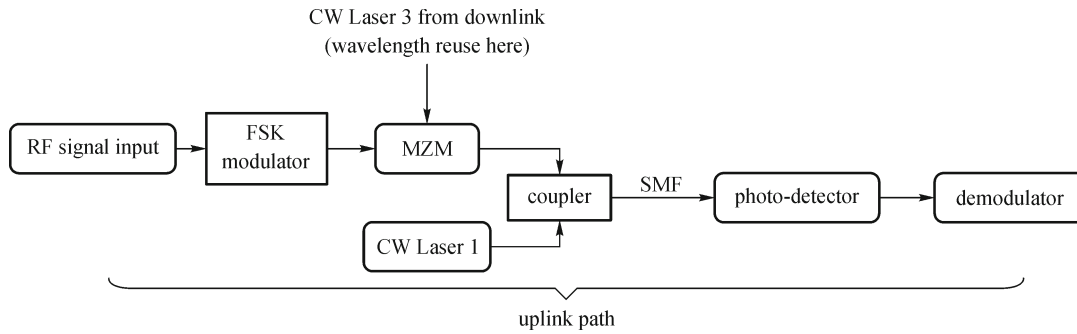 CW Laser 3 from downlink
(wavelength reuse here)
RF signal input
FSK
modulator
MZM
coupler
SMF
photo-detector
demodulator
CW Laser 1
uplink path